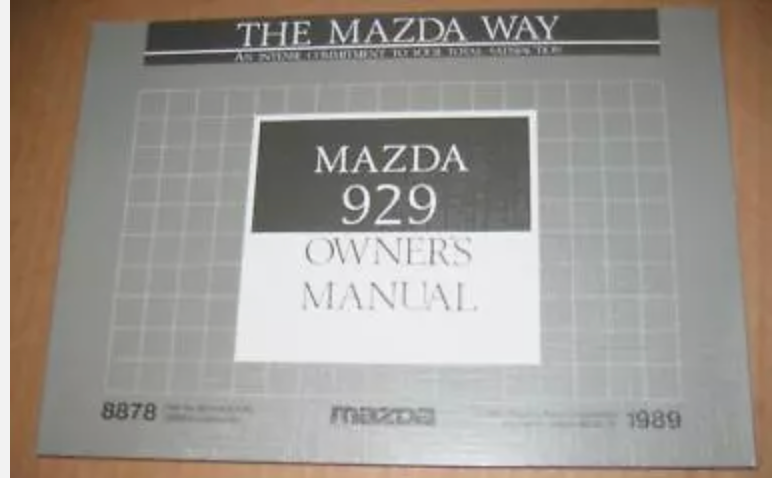 THE MAZDA WAY
AN INTENSE COMMITMENT TO YOUR TOTAL SATISFACTION
MAZDA
929
OWNER'S
MANUAL
8878
mazda
1989